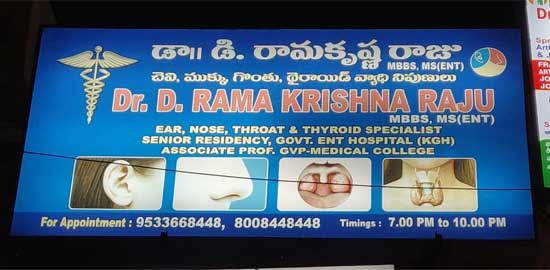 డా॥ డి. రామకృష్ణ రాజు
MBBS, MS(ENT)
చెవి, ముక్కు, గొంతు, థైరాయిడ్ వ్యాధి నిపుణులు
Dr. D. RAMA KRISHNA RAJU
MBBS, MS(ENT)
EAR, NOSE, THROAT & THYROID SPECIALIST
SENIOR RESIDENCY, GOVT. ENT HOSPITAL (KGH)
ASSOCIATE PROF. GVP-MEDICAL COLLEGE
For Appointment : 9533668448, 8008448448 Timings : 7.00 PM to 10.00 PM